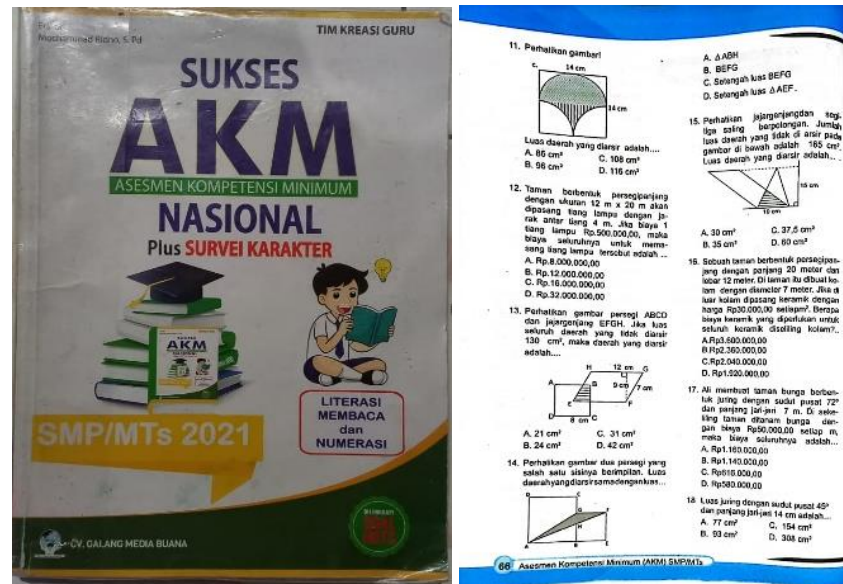 Mochammad Ridho, S. Pd
TIM KREASI GURU
SUKSES
AKM
ASESMEN KOMPETENSI MINIMUM
NASIONAL
Plus SURVEI KARAKTER
AKM
LITERASI
MEMBACA
dan
NUMERASI
SMP/MTs 2021
CV. GALANG MEDIA BUANA
11. Perhatikan gambar!
14 cm
14 cm
Luas daerah yang diarsir adalah....
A. 86 cm²
C. 108 cm²
B. 96 cm²
D. 116 cm²
12. Taman berbentuk persegipanjang
dengan ukuran 12 m x 20 m akan
dipasang tiang lampu dengan ja-
rak antar tiang 4 m. Jika biaya 1
tiang lampu Rp.500.000,00, maka
biaya seluruhnya untuk mema-
sang tiang lampu tersebut adalah ...
A. Rp.8.000.000,00
B. Rp.12.000.000,00
C. Rp.16.000.000,00
D. Rp.32.000.000,00
13. Perhatikan gambar persegi ABCD
dan jajargenjang EFGH. Jika luas
seluruh daerah yang tidak diarsir
130 cm², maka daerah yang diarsir
adalah....
H 12 cm G
A B 9 cm 7 cm
E F
D 8 cm C
A. 21 cm²
C. 31 cm²
B. 24 cm²
D. 42 cm²
14. Perhatikan gambar dua persegi yang
salah satu sisinya berimpilan. Luas
daerah yang diarsir sama dengan luas...
D C
G F
H
A B E
A. Δ ABH
B. BEFG
C. Setengah luas BEFG
D. Setengah luas Δ AEF.
15. Perhatikan jajargenjang dan segi-
tiga saling berpotongan. Jumlah
luas daerah yang tidak di arsir pada
gambar di bawah adalah 165 cm².
Luas daerah yang diarsir adalah....
15 cm
10 cm
A. 30 cm²
C. 37,5 cm²
B. 35 cm²
D. 60 cm²
16. Sebuah taman berbentuk persegipan-
jang dengan panjang 20 meter dan
lebar 12 meter. Di taman itu dibuat ko-
lam dengan diameter 7 meter. Jika di
luar kolam dipasang keramik dengan
harga Rp30.000,00 setiap m². Berapa
biaya keramik yang diperlukan untuk
seluruh keramik disekiling kolam?..
A.Rp3.600.000,00
B.Rp2.360.000,00
C.Rp2.040.000,00
D. Rp1.920.000,00
17. Ali membuat taman bunga berben-
tuk juring dengan sudut pusat 72°
dan panjang jari-jari 7 m. Di seke-
liling taman ditanam bunga den-
gan biaya Rp50.000,00 setiap m,
maka biaya seluruhnya adalah...
A. Rp1.160.000,00
B. Rp1.140.000,00
C. Rp616.000,00
D. Rp580.000,00
18 Luas juring dengan sudut pusat 45°
dan panjang jari-jari 14 cm adalah....
A. 77 cm²
C. 154 cm²
B. 93 cm²
D. 308 cm²
66 Asesmen Kompetensi Minimum (AKM) SMP/MTs